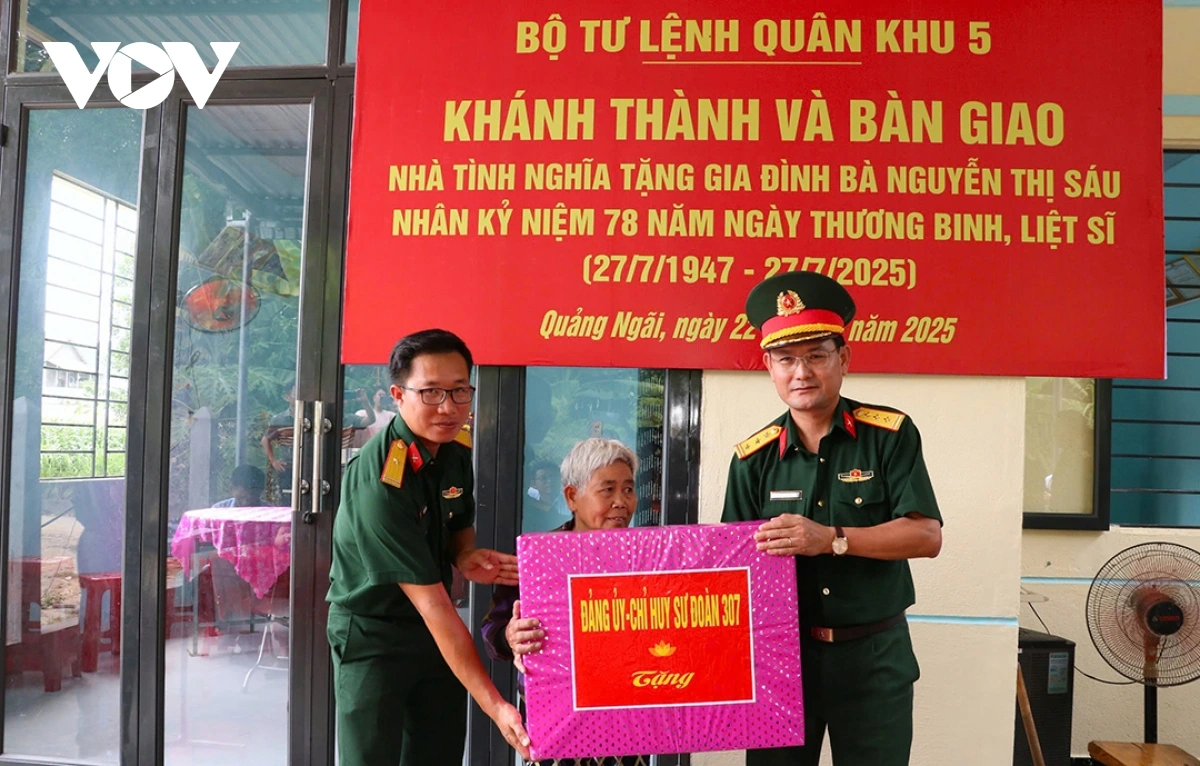 VOV
BỘ TƯ LỆNH QUÂN KHU 5
KHÁNH THÀNH VÀ BÀN GIAO
NHÀ TÌNH NGHĨA TẶNG GIA ĐÌNH BÀ NGUYỄN THỊ SÁU
NHÂN KỶ NIỆM 78 NĂM NGÀY THƯƠNG BINH, LIỆT SĨ
(27/7/1947 - 27/7/2025)
Quảng Ngãi, ngày 22 năm 2025
ĐẢNG ỦY-CHỈ HUY SƯ ĐOÀN 307
Tặng